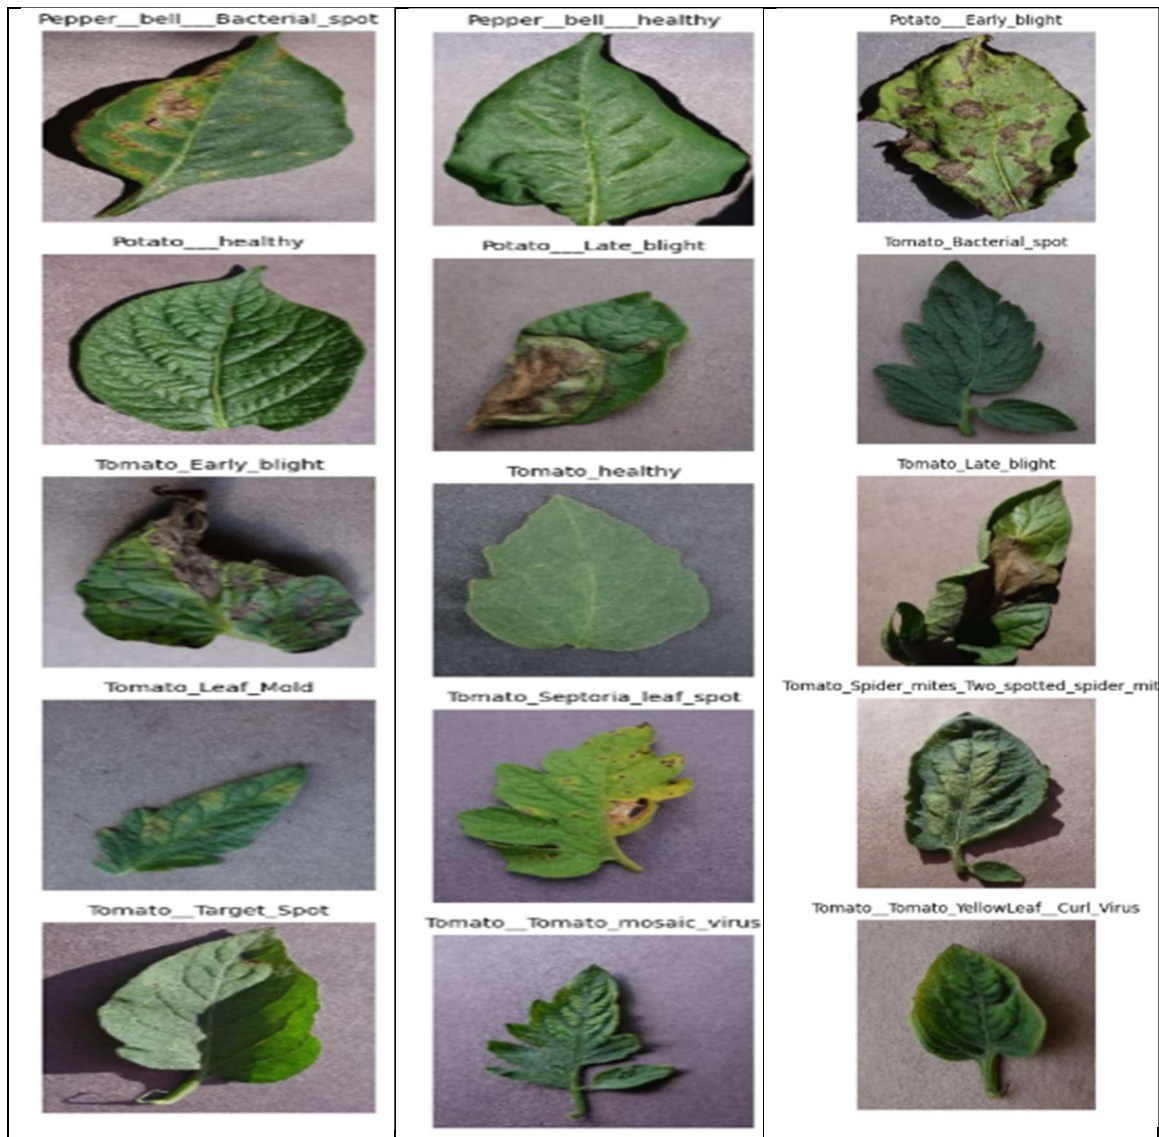 Pepper__bell___Bacterial_spot
Pepper__bell___healthy
Potato___Early_blight
Potato___healthy
Potato___Late_blight
Tomato_Bacterial_spot
Tomato_Early_blight
Tomato_healthy
Tomato_Late_blight
Tomato_Leaf_Mold
Tomato_Septoria_leaf_spot
Tomato_Spider_mites_Two_spotted_spider_mit
Tomato__Target_Spot
Tomato__Tomato_mosaic_virus
Tomato__Tomato_YellowLeaf__Curl_Virus